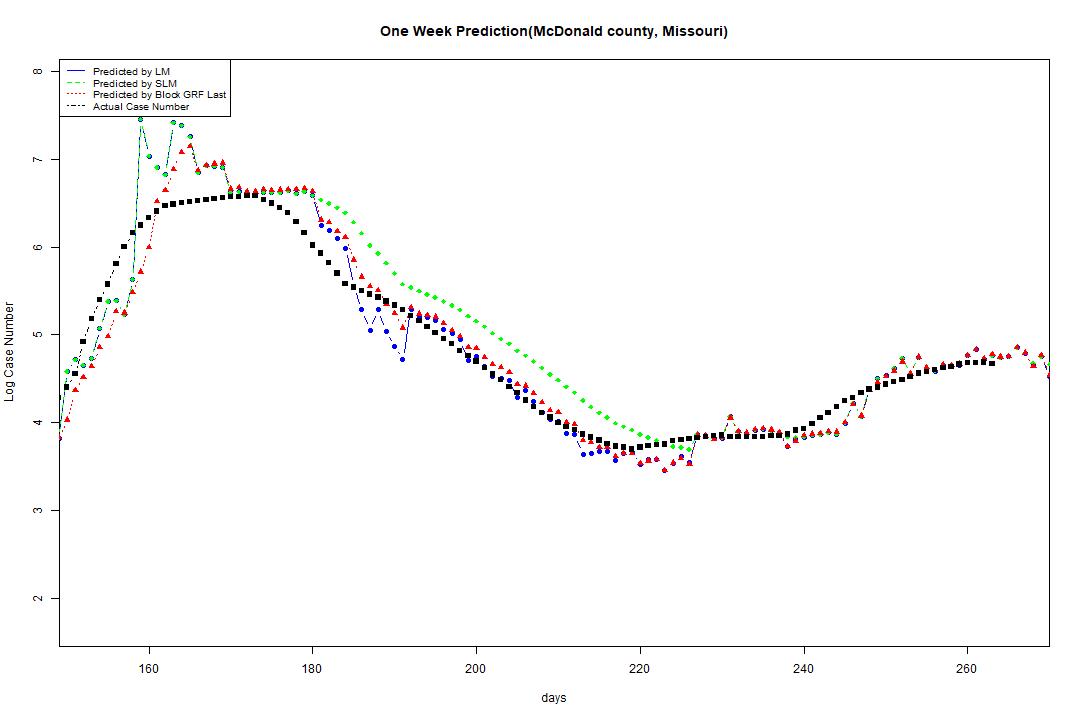 One Week Prediction(McDonald county, Missouri)
Predicted by LM
Predicted by SLM
Predicted by Block GRF Last
Actual Case Number
8
7
6
5
4
3
2
Log Case Number
160 180 200 220 240 260
days